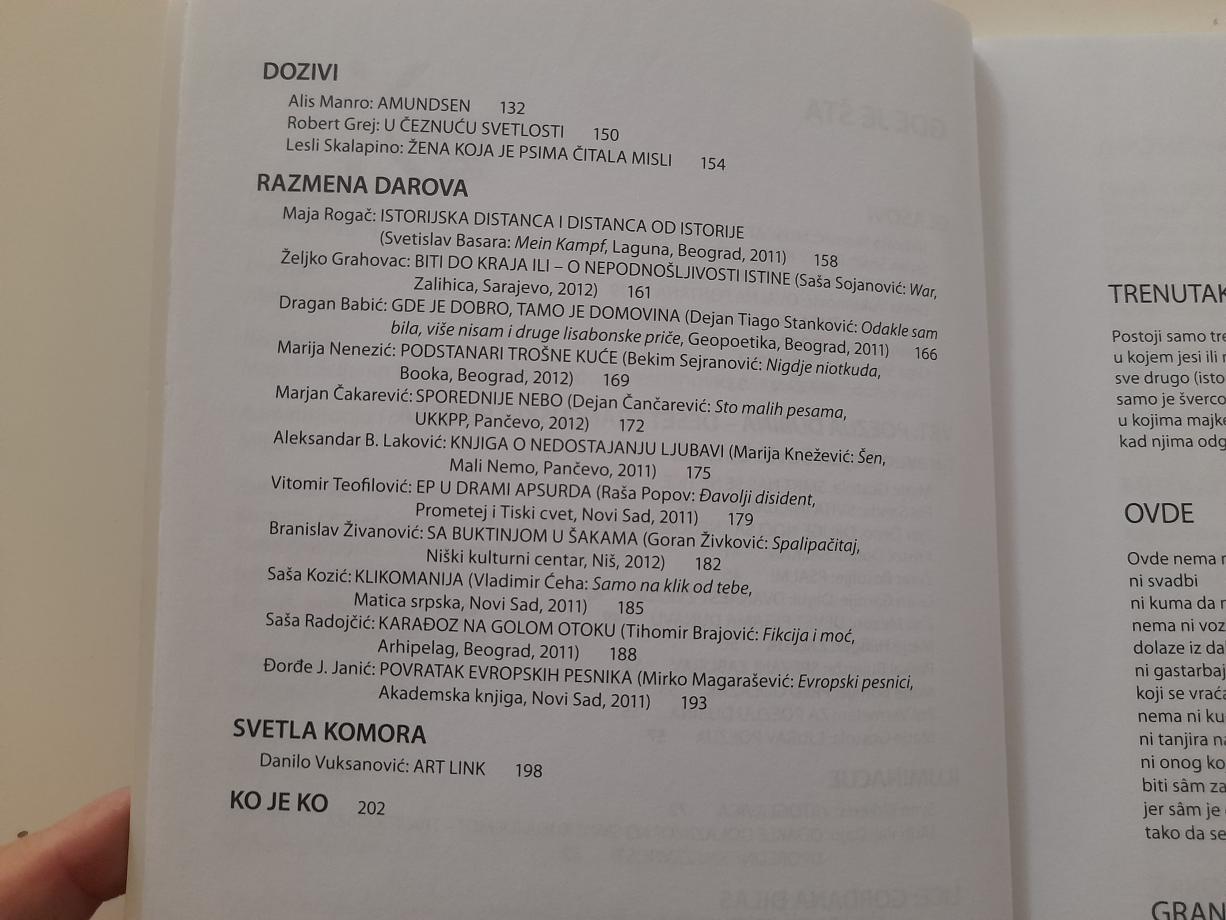 DOZIVI
Alis Manro: AMUNDSEN 132
Robert Grej: U ČEZNUĆU SVETLOSTI 150
Lesli Skalapino: ŽENA KOJA JE PSIMA ČITALA MISLI 154
RAZMENA DAROVA
Maja Rogač: ISTORIJSKA DISTANCA I DISTANCA OD ISTORIJE
(Svetislav Basara: Mein Kampf, Laguna, Beograd, 2011) 158
Željko Grahovac: BITI DO KRAJA ILI – O NEPODNOŠLJIVOSTI ISTINE (Saša Sojanović: War,
Zalihica, Sarajevo, 2012) 161
Dragan Babić: GDE JE DOBRO, TAMO JE DOMOVINA (Dejan Tiago Stanković: Odakle sam
bila, više nisam i druge lisabonske priče, Geopoetika, Beograd, 2011) 166
Marija Nenezić: PODSTANARI TROŠNE KUĆE (Bekim Sejranović: Nigdje niotkuda,
Booka, Beograd, 2012) 169
Marjan Čakarević: SPOREDNIJE NEBO (Dejan Čančarević: Sto malih pesama,
UKKPP, Pančevo, 2012) 172
Aleksandar B. Laković: KNJIGA O NEDOSTAJANJU LJUBAVI (Marija Knežević: Šen,
Mali Nemo, Pančevo, 2011) 175
Vitomir Teofilović: EP U DRAMI APSURDA (Raša Popov: Đavolji disident,
Prometej i Tiski cvet, Novi Sad, 2011) 179
Branislav Živanović: SA BUKTINJOM U ŠAKAMA (Goran Živković: Spalipačitaj,
Niški kulturni centar, Niš, 2012) 182
Saša Kozić: KLIKOMANIJA (Vladimir Ćeha: Samo na klik od tebe,
Matica srpska, Novi Sad, 2011) 185
Saša Radojčić: KARAĐOZ NA GOLOM OTOKU (Tihomir Brajović: Fikcija i moć,
Arhipelag, Beograd, 2011) 188
Đorđe J. Janić: POVRATAK EVROPSKIH PESNIKA (Mirko Magarašević: Evropski pesnici,
Akademska knjiga, Novi Sad, 2011) 193
SVETLA KOMORA
Danilo Vuksanović: ART LINK 198
KO JE KO 202
TRENUTAK
Postoji samo tre
u kojem jesi ili
sve drugo (isto
samo je šverco
u kojima majke
kad njima odg
OVDE
Ovde nema
ni svadbi
ni kuma da
nema ni voz
dolaze iz da
ni gastarbaj
koji se vraća
nema ni ku
ni tanjira na
ni onog ko
biti sâm za
jer sâm je
tako da se
GRAN